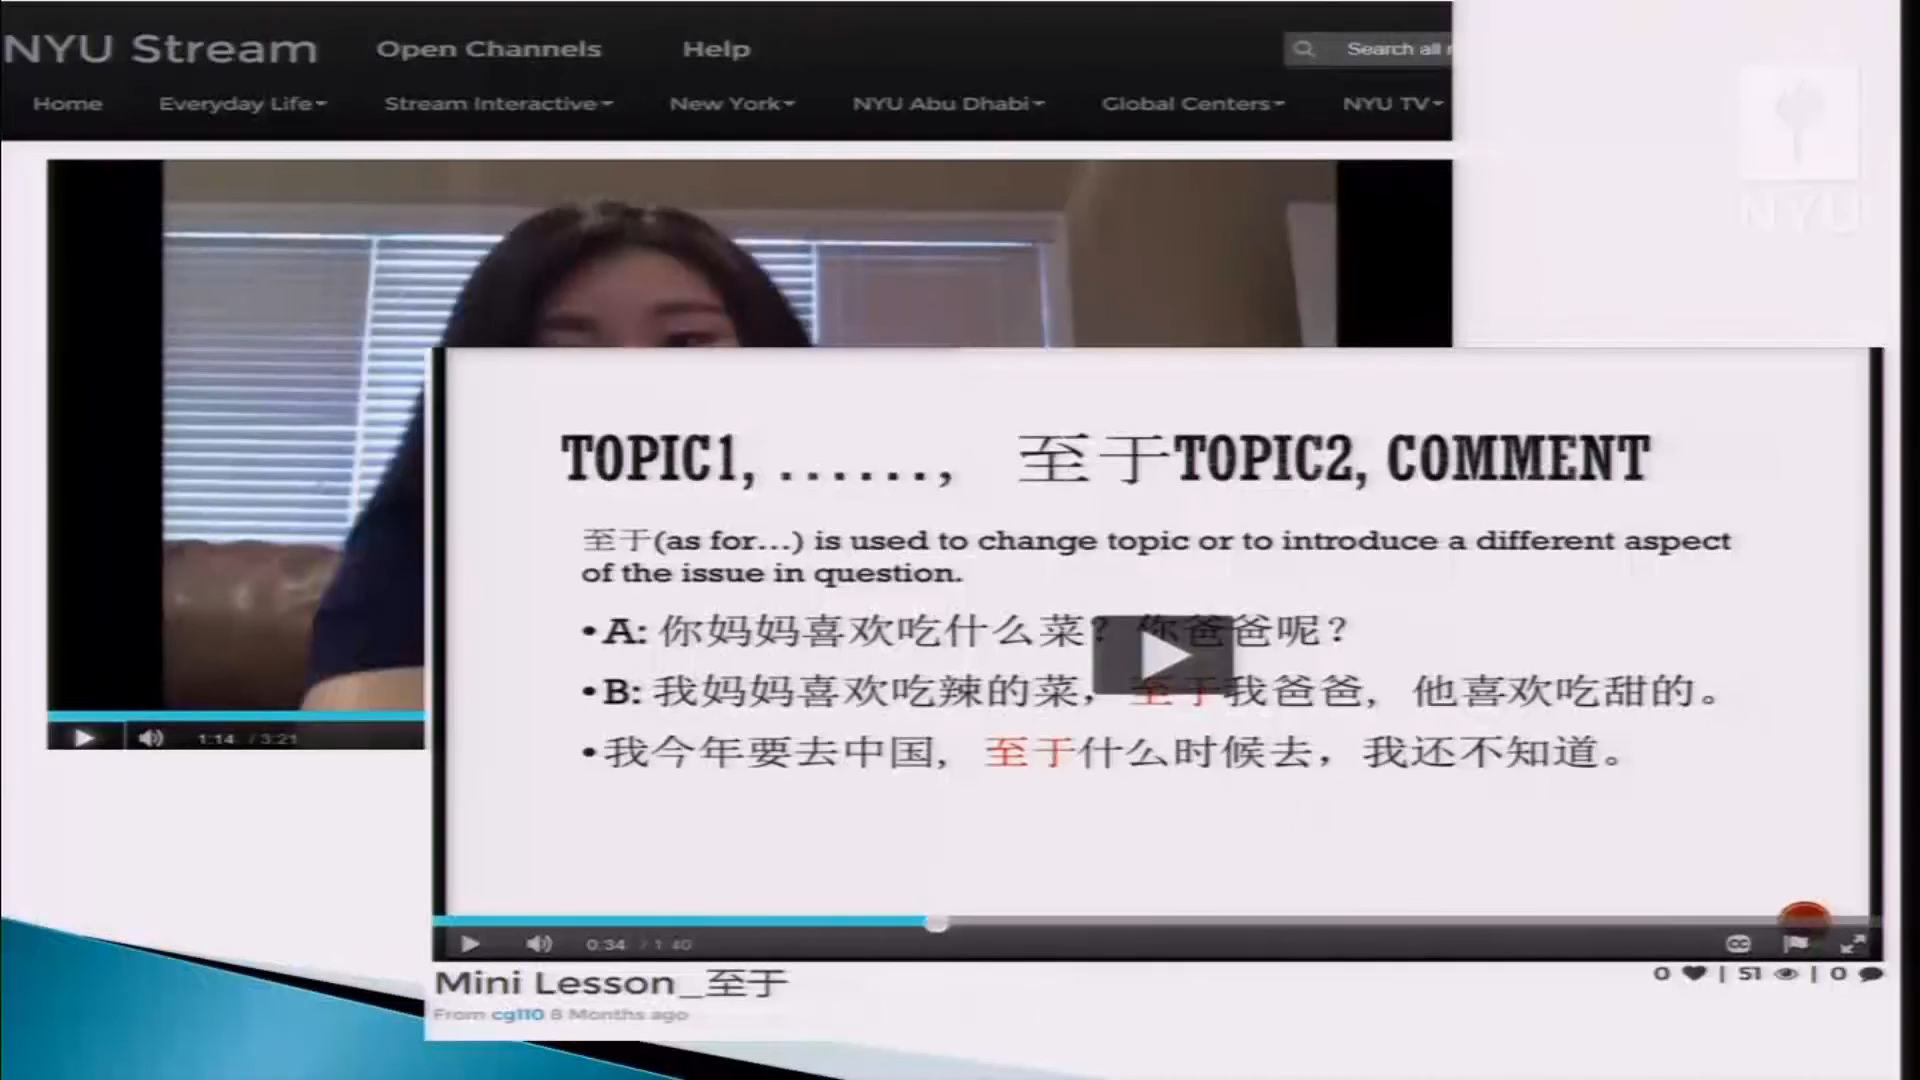 NYU Stream Open Channels Help Search all
Home Everyday Life Stream Interactive New York NYU Abu Dhabi Global Centers NYU TV
NYU
1:14 / 3:21
TOPIC1, ……, 至于TOPIC2, COMMENT
至于(as for…) is used to change topic or to introduce a different aspect
of the issue in question.
•A: 你妈妈喜欢吃什么菜? 你爸爸呢?
•B: 我妈妈喜欢吃辣的菜, 至于我爸爸, 他喜欢吃甜的。
•我今年要去中国, 至于什么时候去, 我还不知道。
0:34 / 1:40
Mini Lesson_至于
0 | 51 | 0
From cg110 8 Months ago